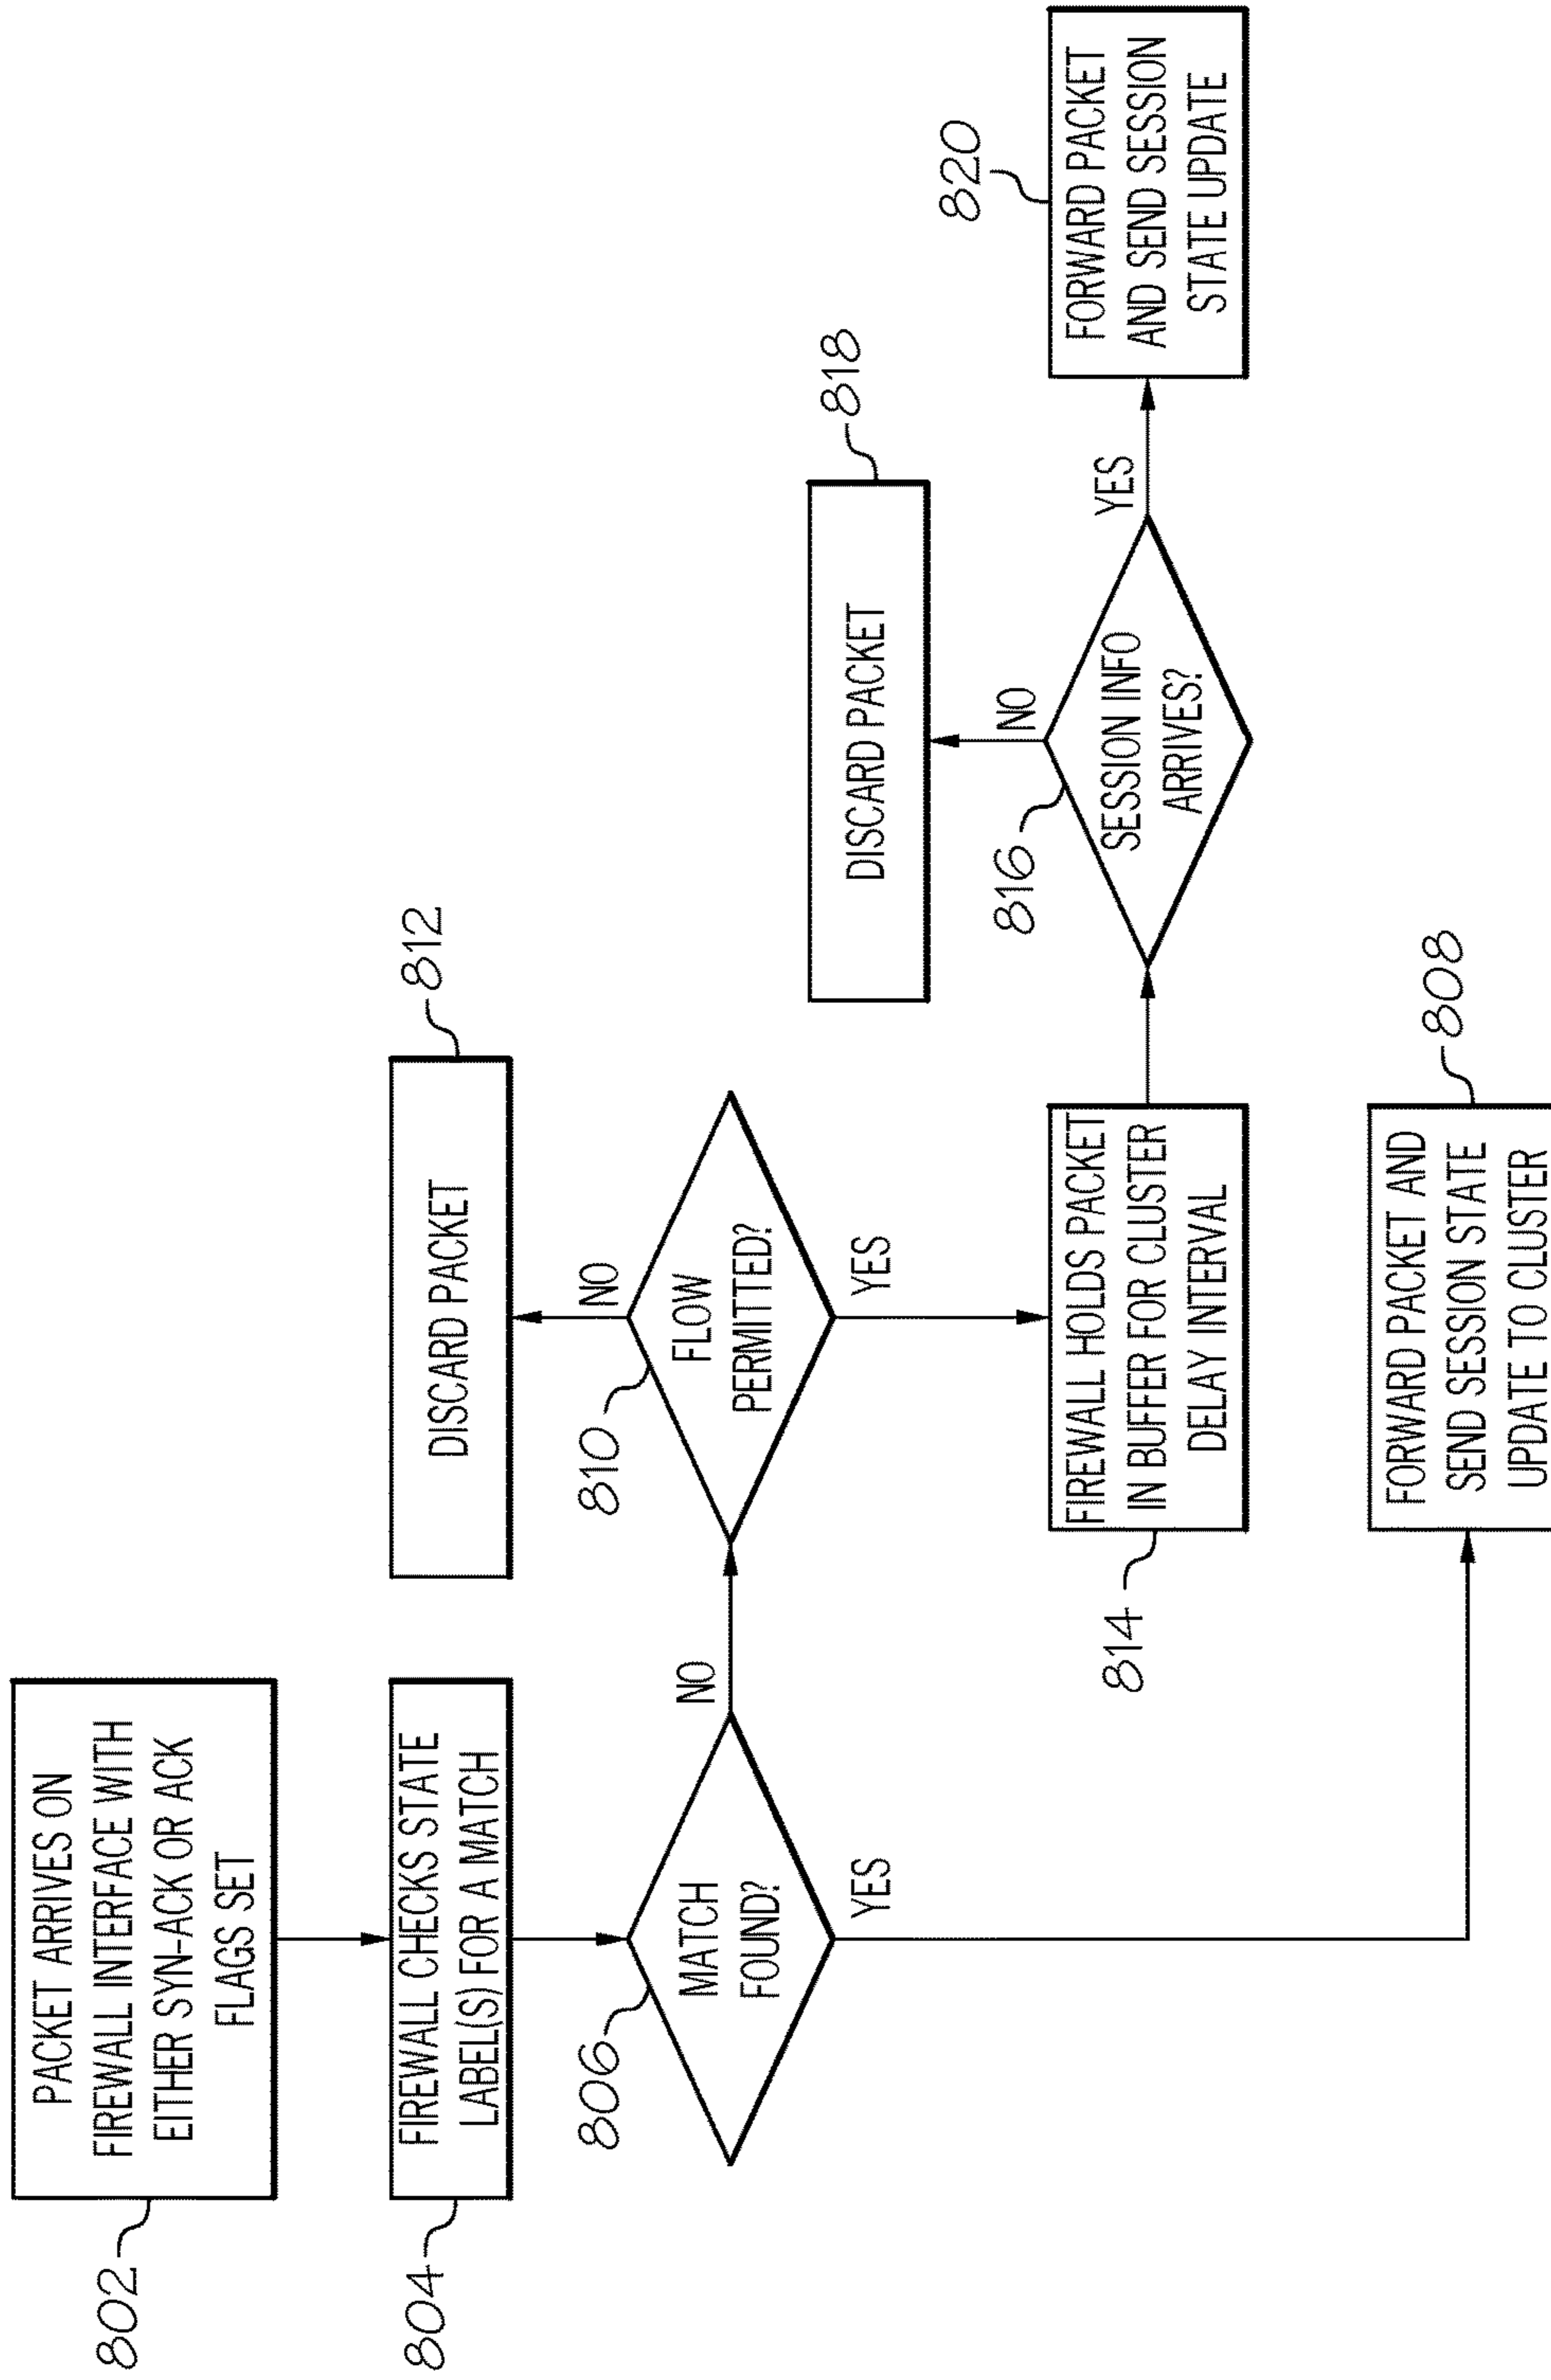 802
PACKET ARRIVES ON
FIREWALL INTERFACE WITH
EITHER SYN-ACK OR ACK
FLAGS SET
804
FIREWALL CHECKS STATE
LABEL(S) FOR A MATCH
806
MATCH
FOUND?
NO
YES
810
FLOW
PERMITTED?
NO
YES
DISCARD PACKET
812
814
FIREWALL HOLDS PACKET
IN BUFFER FOR CLUSTER
DELAY INTERVAL
816
SESSION INFO
ARRIVES?
NO
YES
DISCARD PACKET
818
820
FORWARD PACKET
AND SEND SESSION
STATE UPDATE
FORWARD PACKET AND
SEND SESSION STATE
UPDATE TO CLUSTER
808